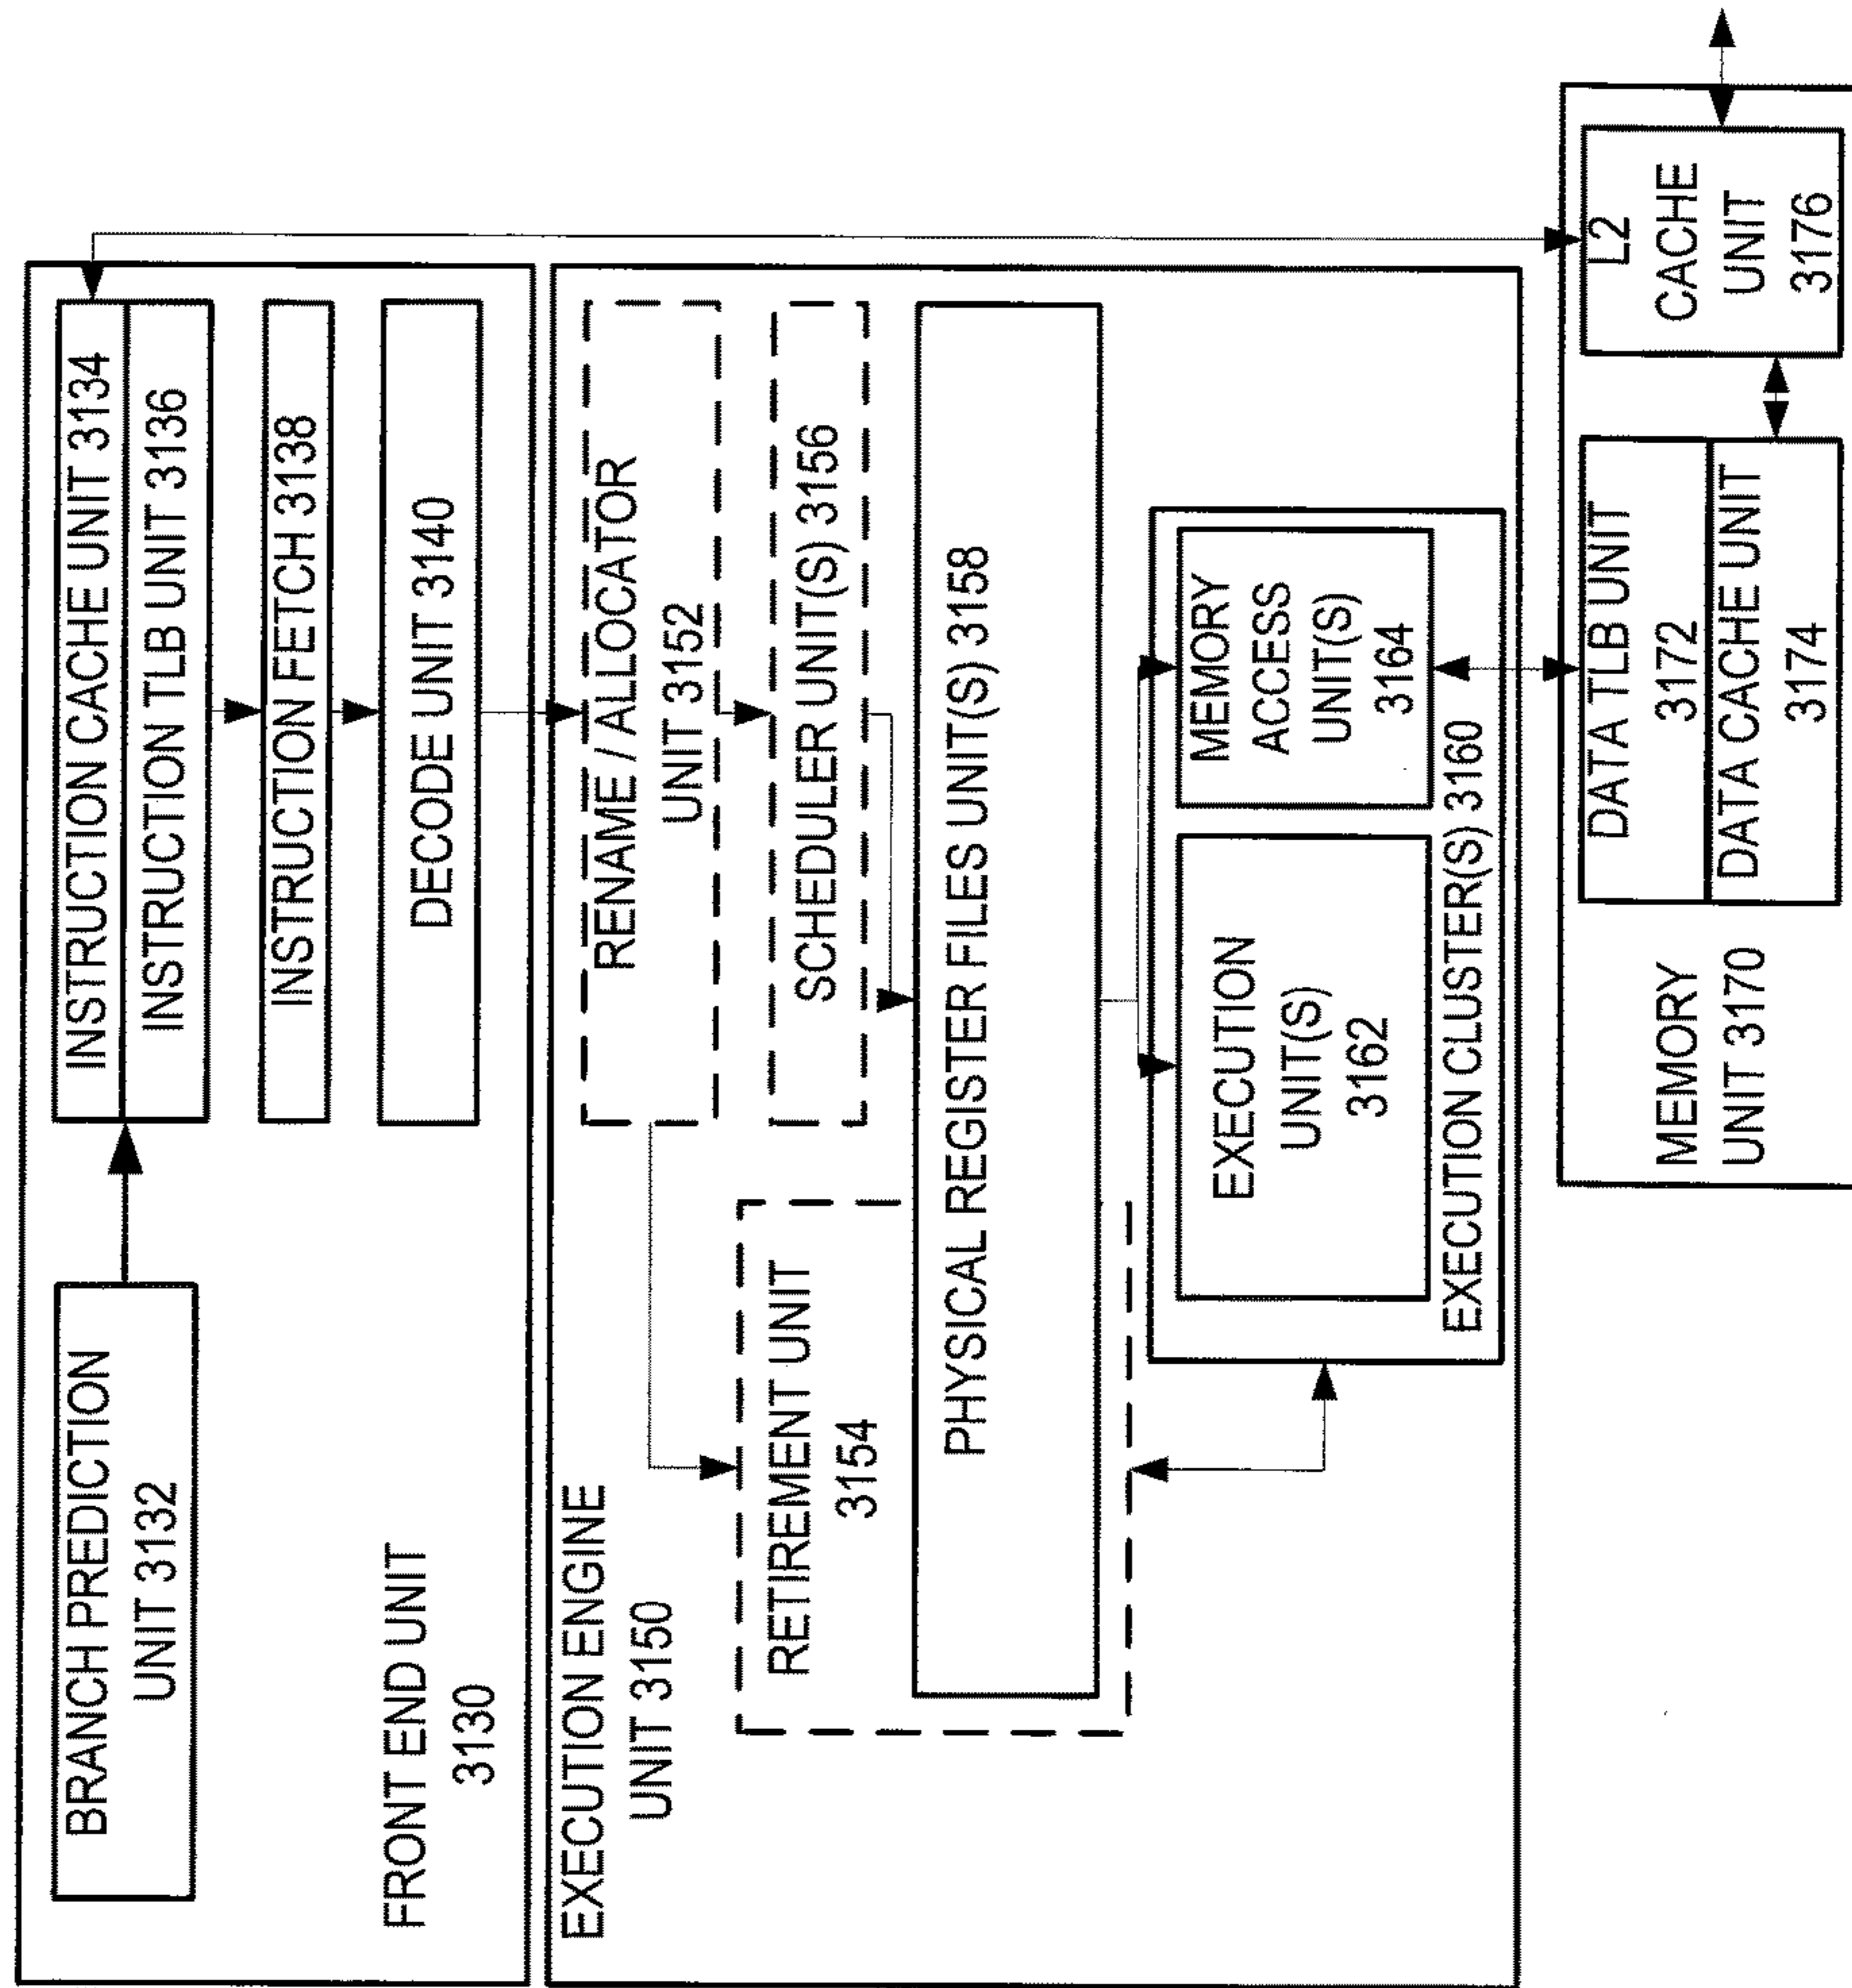 BRANCH PREDICTION
UNIT 3132
INSTRUCTION CACHE UNIT 3134
INSTRUCTION TLB UNIT 3136
INSTRUCTION FETCH 3138
DECODE UNIT 3140
FRONT END UNIT
3130
EXECUTION ENGINE
UNIT 3150
RENAME / ALLOCATOR
UNIT 3152
RETIREMENT UNIT
3154
SCHEDULER UNIT(S) 3156
PHYSICAL REGISTER FILES UNIT(S) 3158
EXECUTION
UNIT(S)
3162
MEMORY
ACCESS
UNIT(S)
3164
EXECUTION CLUSTER(S) 3160
MEMORY
UNIT 3170
DATA TLB UNIT
3172
DATA CACHE UNIT
3174
L2
CACHE
UNIT
3176